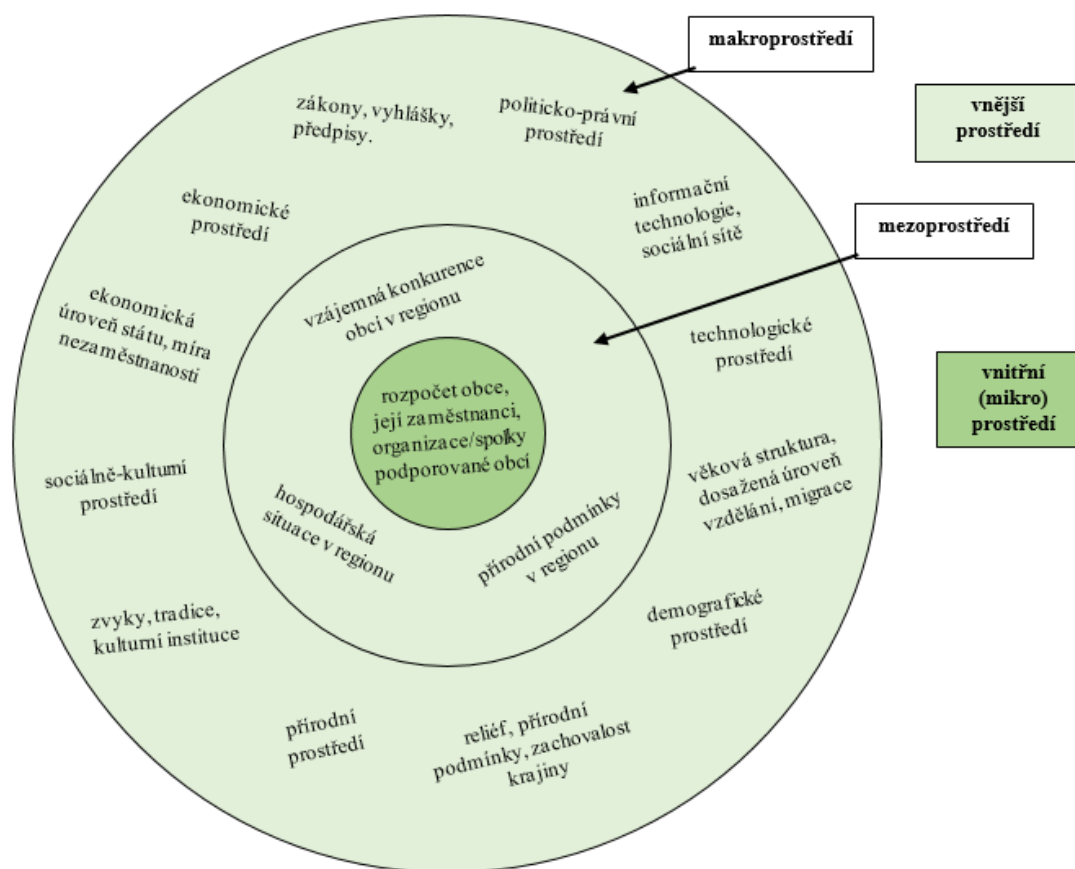 makroprostředí
vnější
prostředí
zákony, vyhlášky,
předpisy.
politicko-právní
prostředí
ekonomické
prostředí
informační
technologie,
sociální sítě
mezoprostředí
vzájemná konkurence
obcí v regionu
ekonomická
úroveň státu, míra
nezaměstnanosti
technologické
prostředí
vnitřní
(mikro)
prostředí
rozpočet obce,
její zaměstnanci,
organizace/spolky
podporované obcí
sociálně-kulturní
prostředí
věková struktura,
dosažená úroveň
vzdělání, migrace
hospodářská
situace v regionu
přírodní podmínky
v regionu
zvyky, tradice,
kulturní instituce
demografické
prostředí
přírodní
prostředí
reliéf, přírodní
podmínky, zachovalost
krajiny